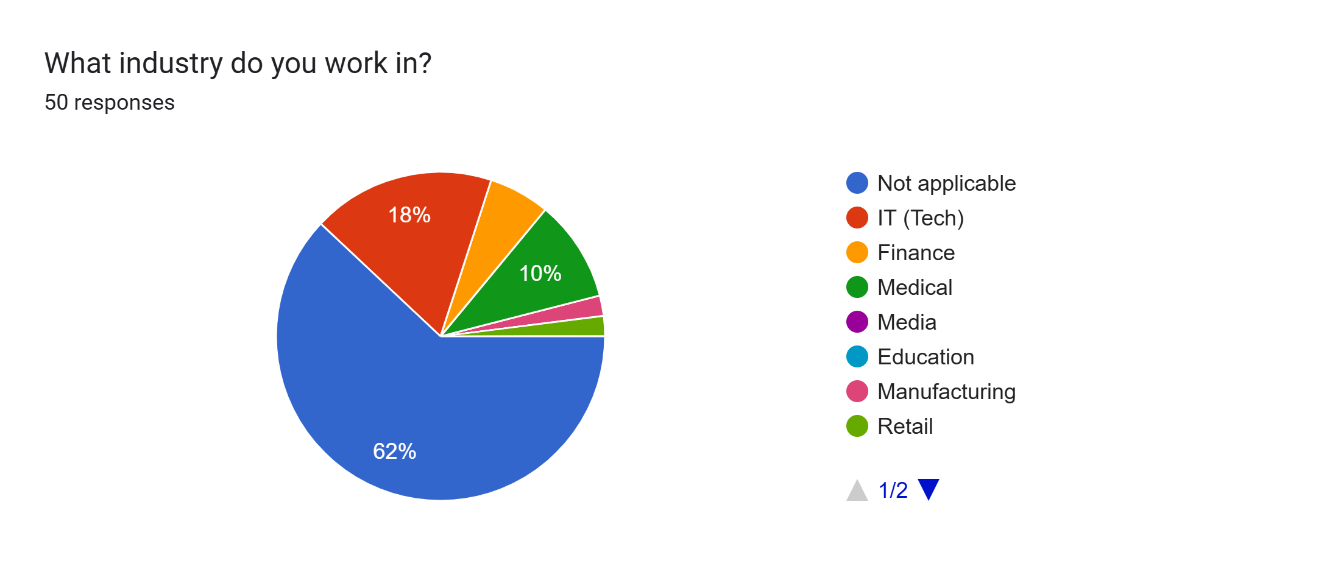 What industry do you work in?
50 responses
18%
10%
62%
Not applicable
IT (Tech)
Finance
Medical
Media
Education
Manufacturing
Retail
1/2